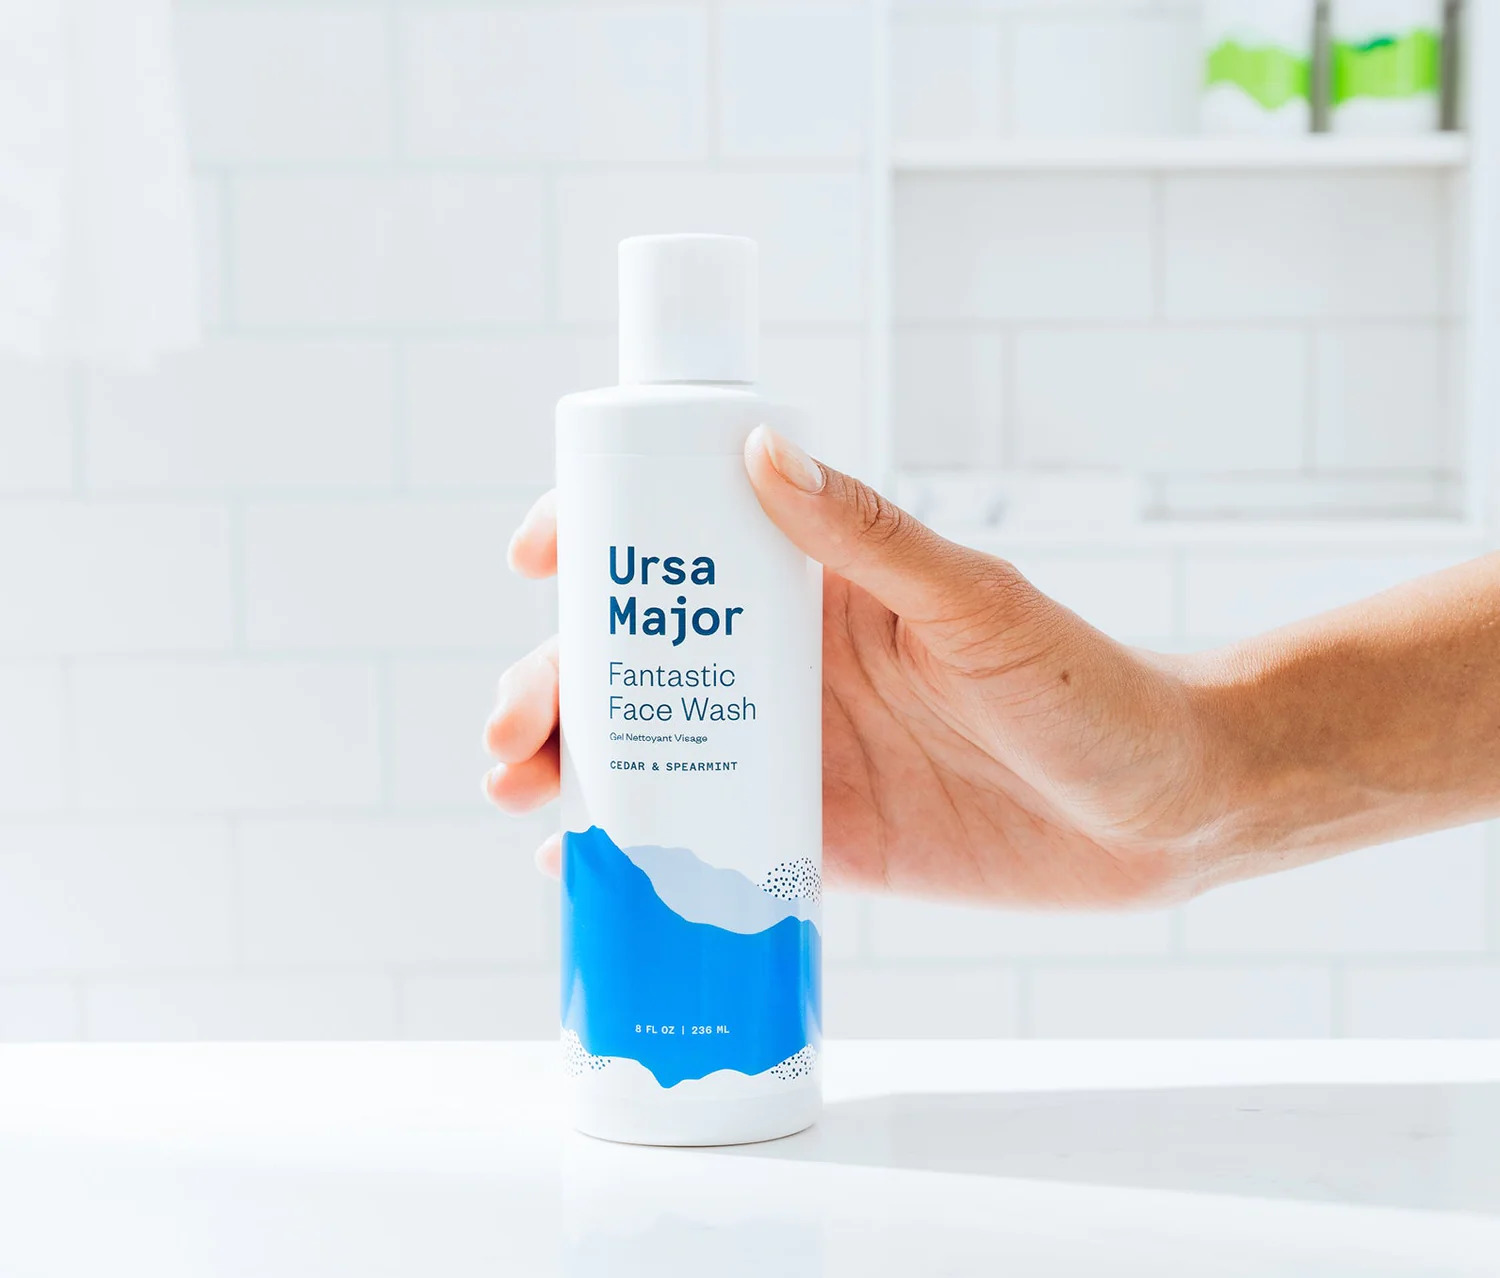 Ursa
Major
Fantastic
Face Wash
Gel Nettoyant Visage
CEDAR & SPEARMINT
8 FL OZ | 236 ML